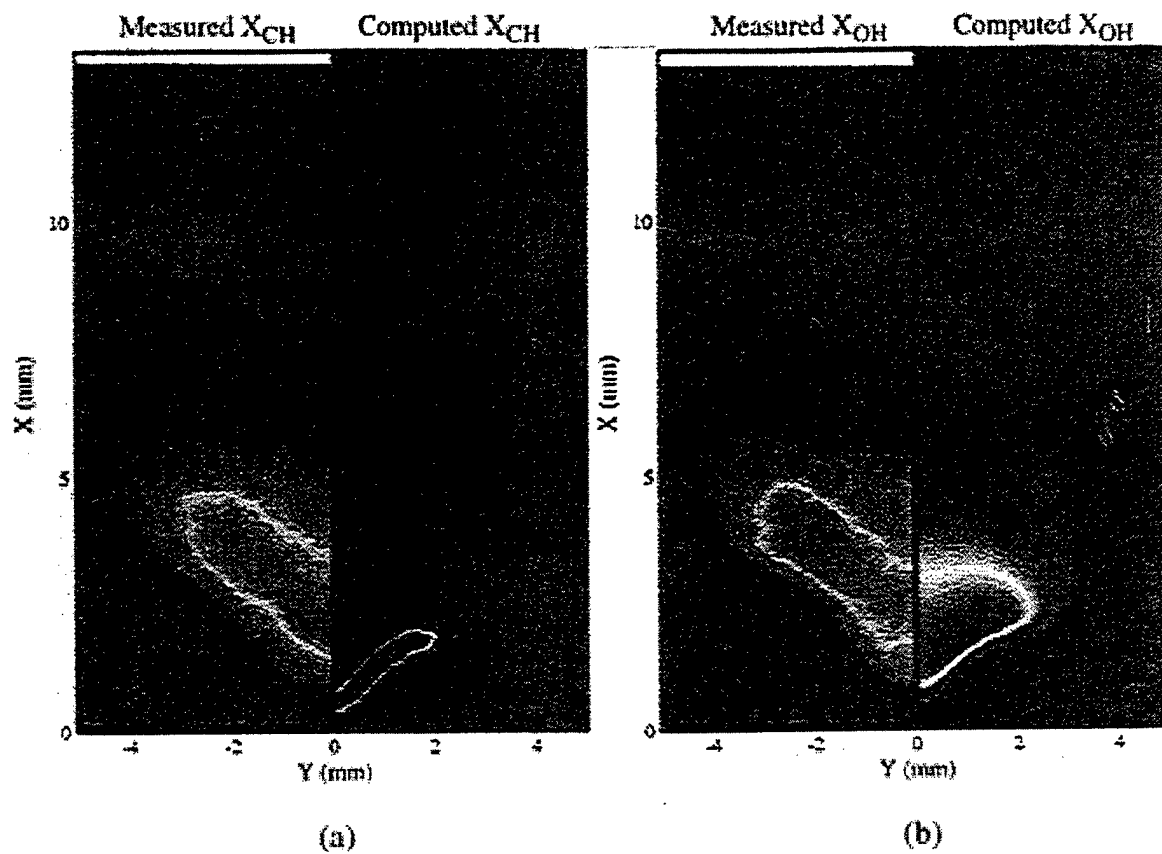 Measured X_CH Computed X_CH
Measured X_OH Computed X_OH
10
5
0
X (mm)
-4 -2 0 2 4
Y (mm)
(a)
10
5
0
X (mm)
-4 -2 0 2 4
Y (mm)
(b)